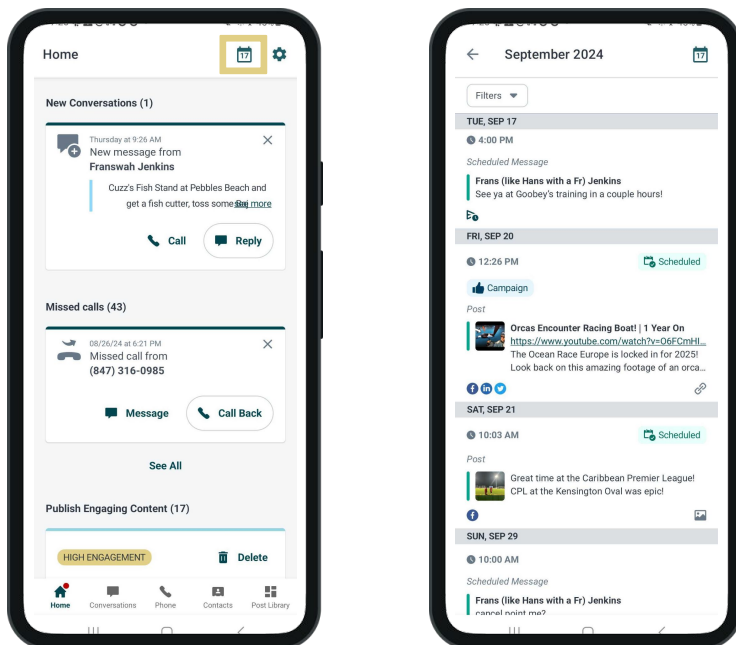 Home
17
New Conversations (1)
Thursday at 9:26 AM
New message from
Franswah Jenkins
Cuzz's Fish Stand at Pebbles Beach and
get a fish cutter, toss some
more
Call
Reply
Missed calls (43)
08/26/24 at 6:21 PM
Missed call from
(847) 316-0985
Message
Call Back
See All
Publish Engaging Content (17)
HIGH ENGAGEMENT
Delete
Home
Conversations
Phone
Contacts
Post Library
September 2024
17
Filters
TUE, SEP 17
4:00 PM
Scheduled Message
Frans (like Hans with a Fr) Jenkins
See ya at Goobey's training in a couple hours!
FRI, SEP 20
12:26 PM
Scheduled
Campaign
Post
Orcas Encounter Racing Boat! | 1 Year On
https://www.youtube.com/watch?v=O6FCmHI...
The Ocean Race Europe is locked in for 2025!
Look back on this amazing footage of an orca...
SAT, SEP 21
10:03 AM
Scheduled
Post
Great time at the Caribbean Premier League!
CPL at the Kensington Oval was epic!
SUN, SEP 29
10:00 AM
Scheduled Message
Frans (like Hans with a Fr) Jenkins
cancel point me?